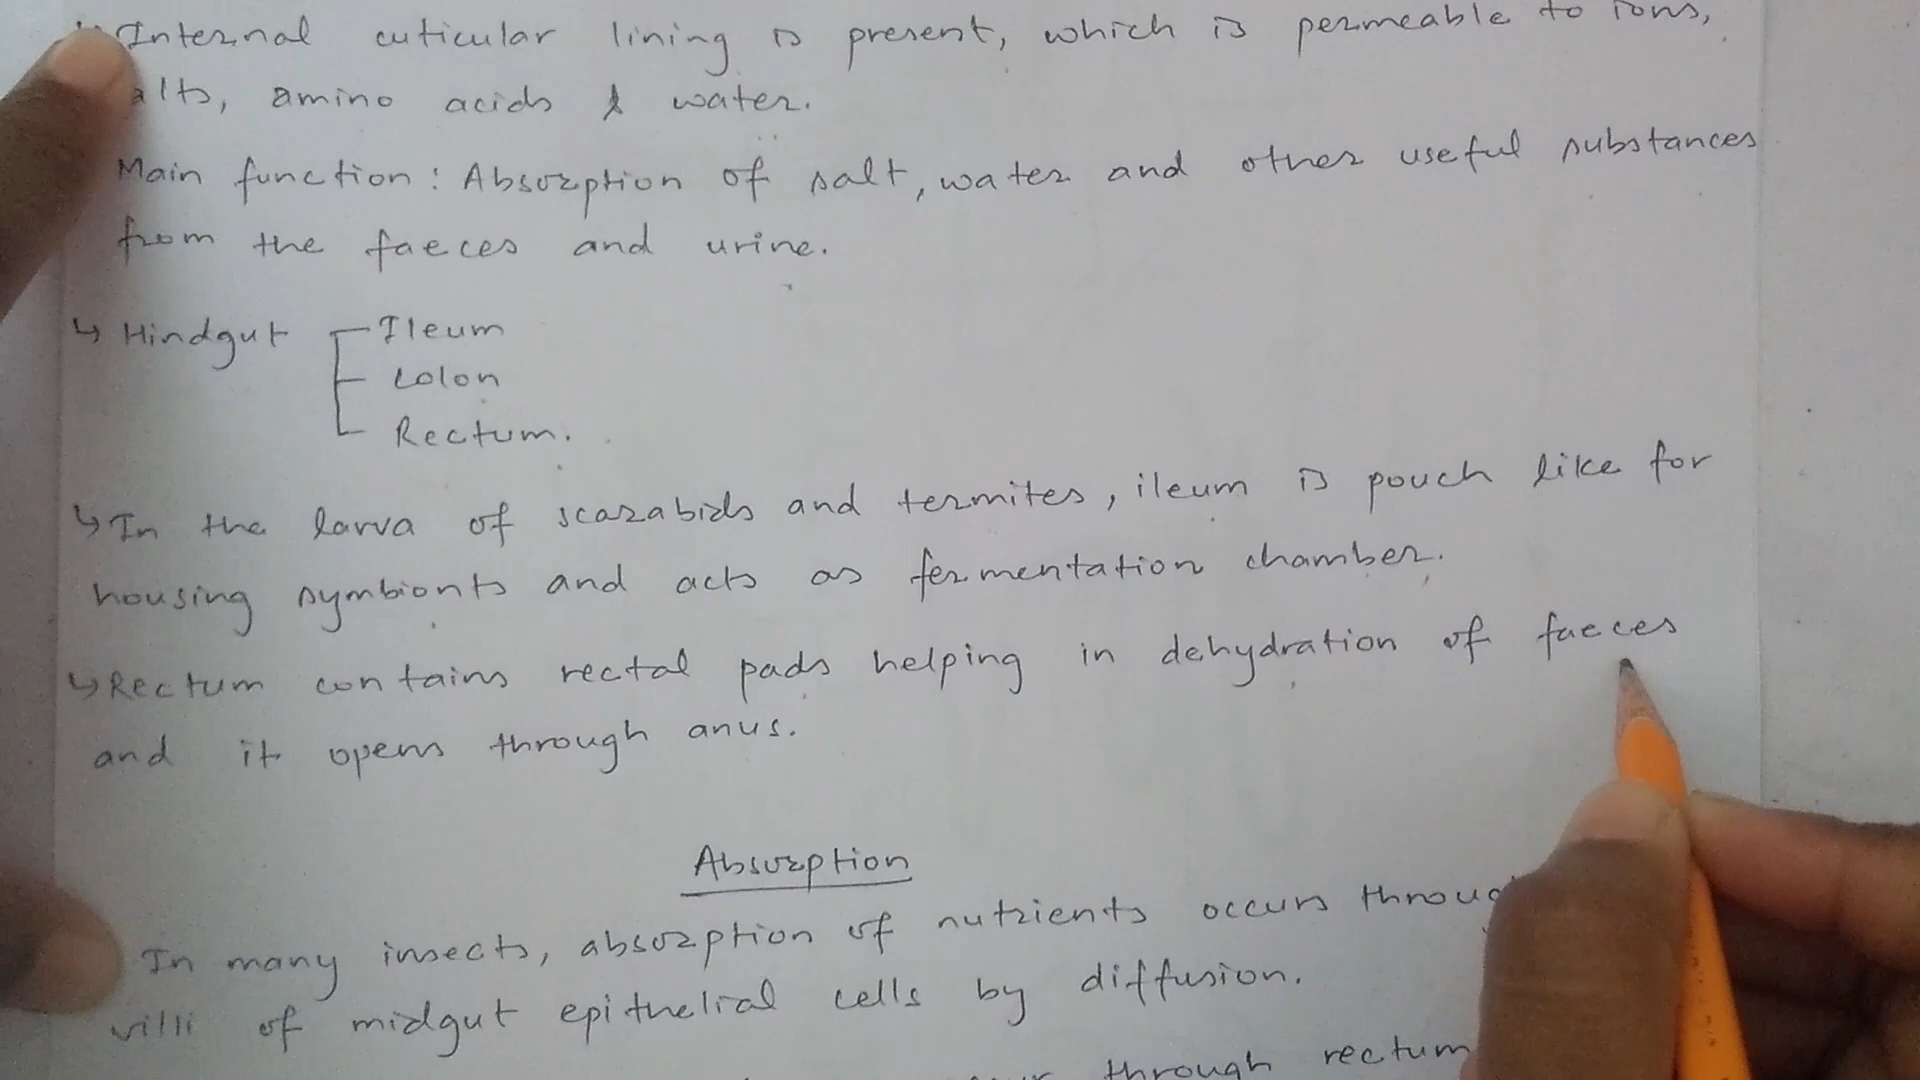 Internal cuticular lining is present, which is permeable to ions,
alts, amino acids & water.
Main function: Absorption of salt, water and other useful substances
from the faeces and urine.
↳ Hindgut
Ileum
Colon
Rectum.
↳ In the larva of scarabids and termites, ileum is pouch like for
housing symbionts and acts as fermentation chamber.
↳ Rectum contains rectal pads helping in dehydration of faeces
and it opens through anus.
Absorption
In many insects, absorption of nutrients occurs throug
villi of midgut epithelial cells by diffusion.
through rectum